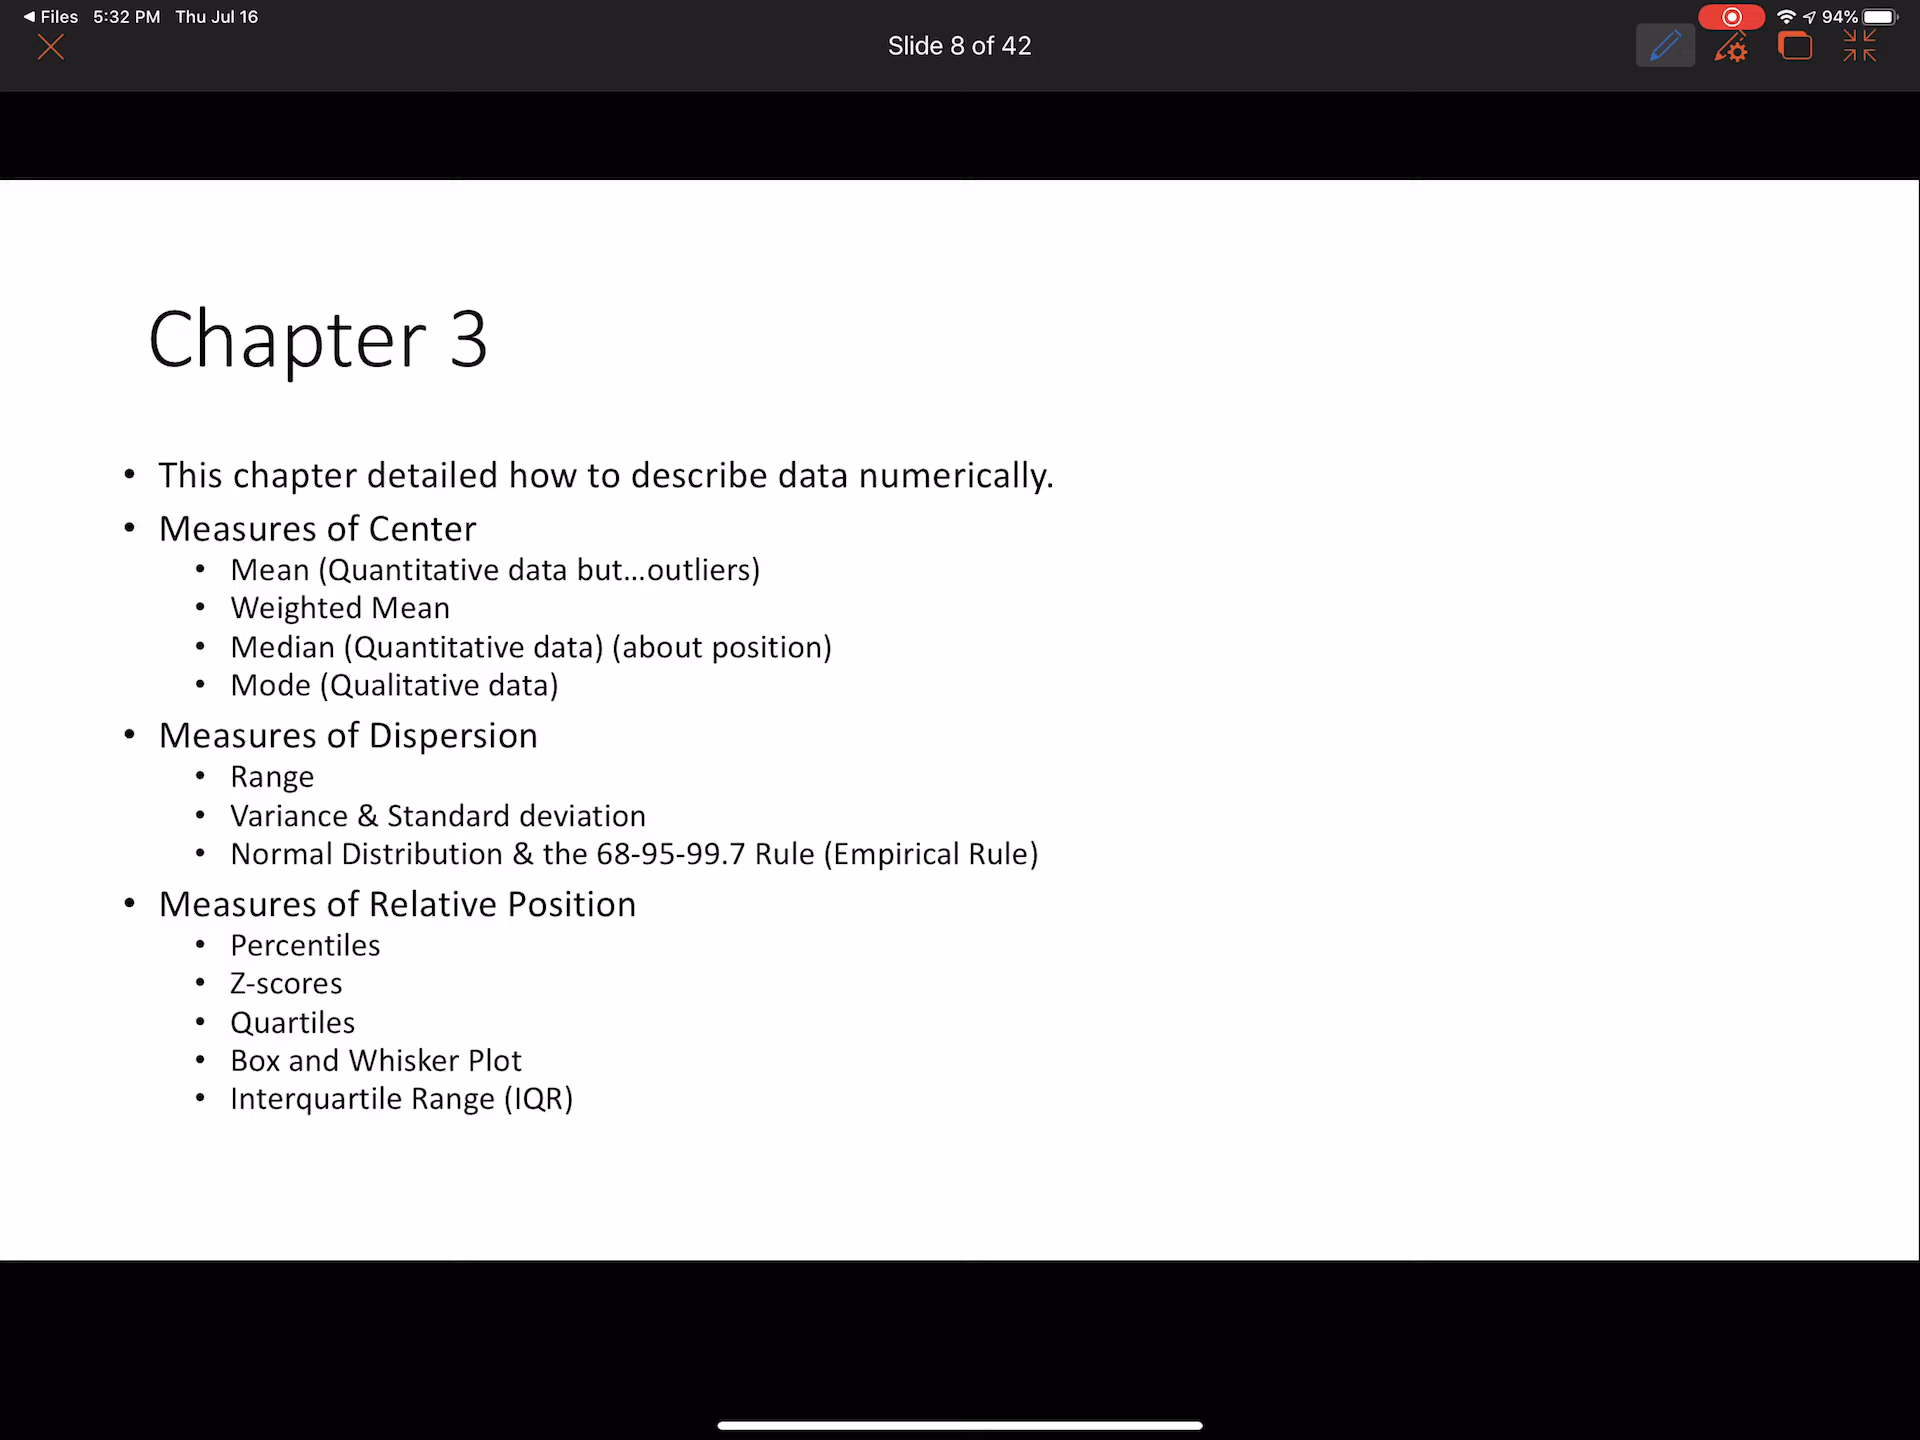 ◀ Files 5:32 PM Thu Jul 16 94%
Slide 8 of 42
Chapter 3
• This chapter detailed how to describe data numerically.
• Measures of Center
• Mean (Quantitative data but...outliers)
• Weighted Mean
• Median (Quantitative data) (about position)
• Mode (Qualitative data)
• Measures of Dispersion
• Range
• Variance & Standard deviation
• Normal Distribution & the 68-95-99.7 Rule (Empirical Rule)
• Measures of Relative Position
• Percentiles
• Z-scores
• Quartiles
• Box and Whisker Plot
• Interquartile Range (IQR)